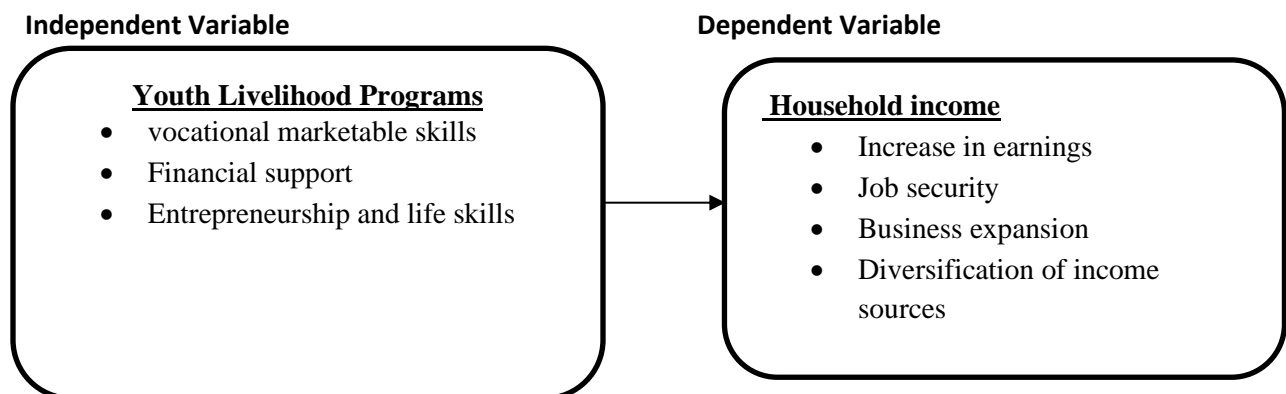 Independent Variable
Dependent Variable
Youth Livelihood Programs
• vocational marketable skills
• Financial support
• Entrepreneurship and life skills
Household income
• Increase in earnings
• Job security
• Business expansion
• Diversification of income
sources